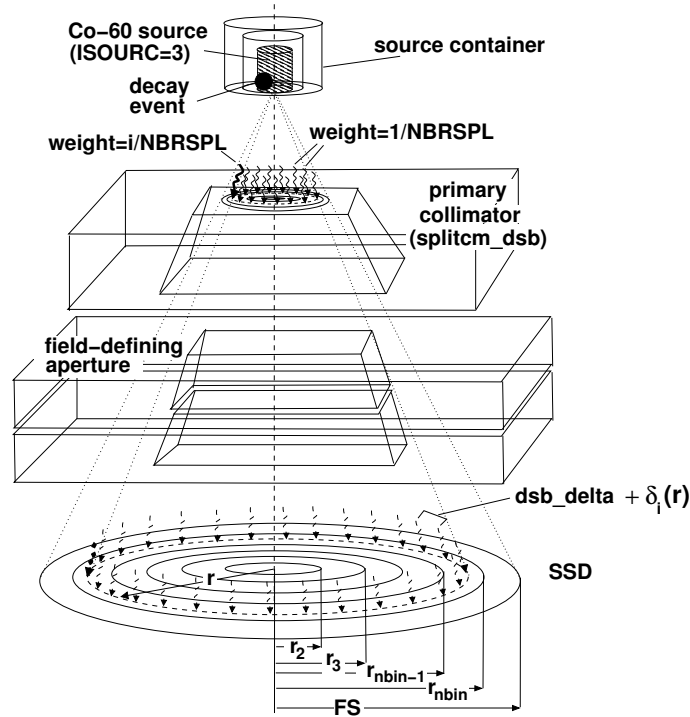 Co-60 source
(ISOURC=3)
source container
decay
event
weight=i/NBRSPL
weight=1/NBRSPL
primary
collimator
(splitcm_dsb)
field-defining
aperture
dsb_delta + δi(r)
SSD
r
r2
r3
rnbin-1
rnbin
FS